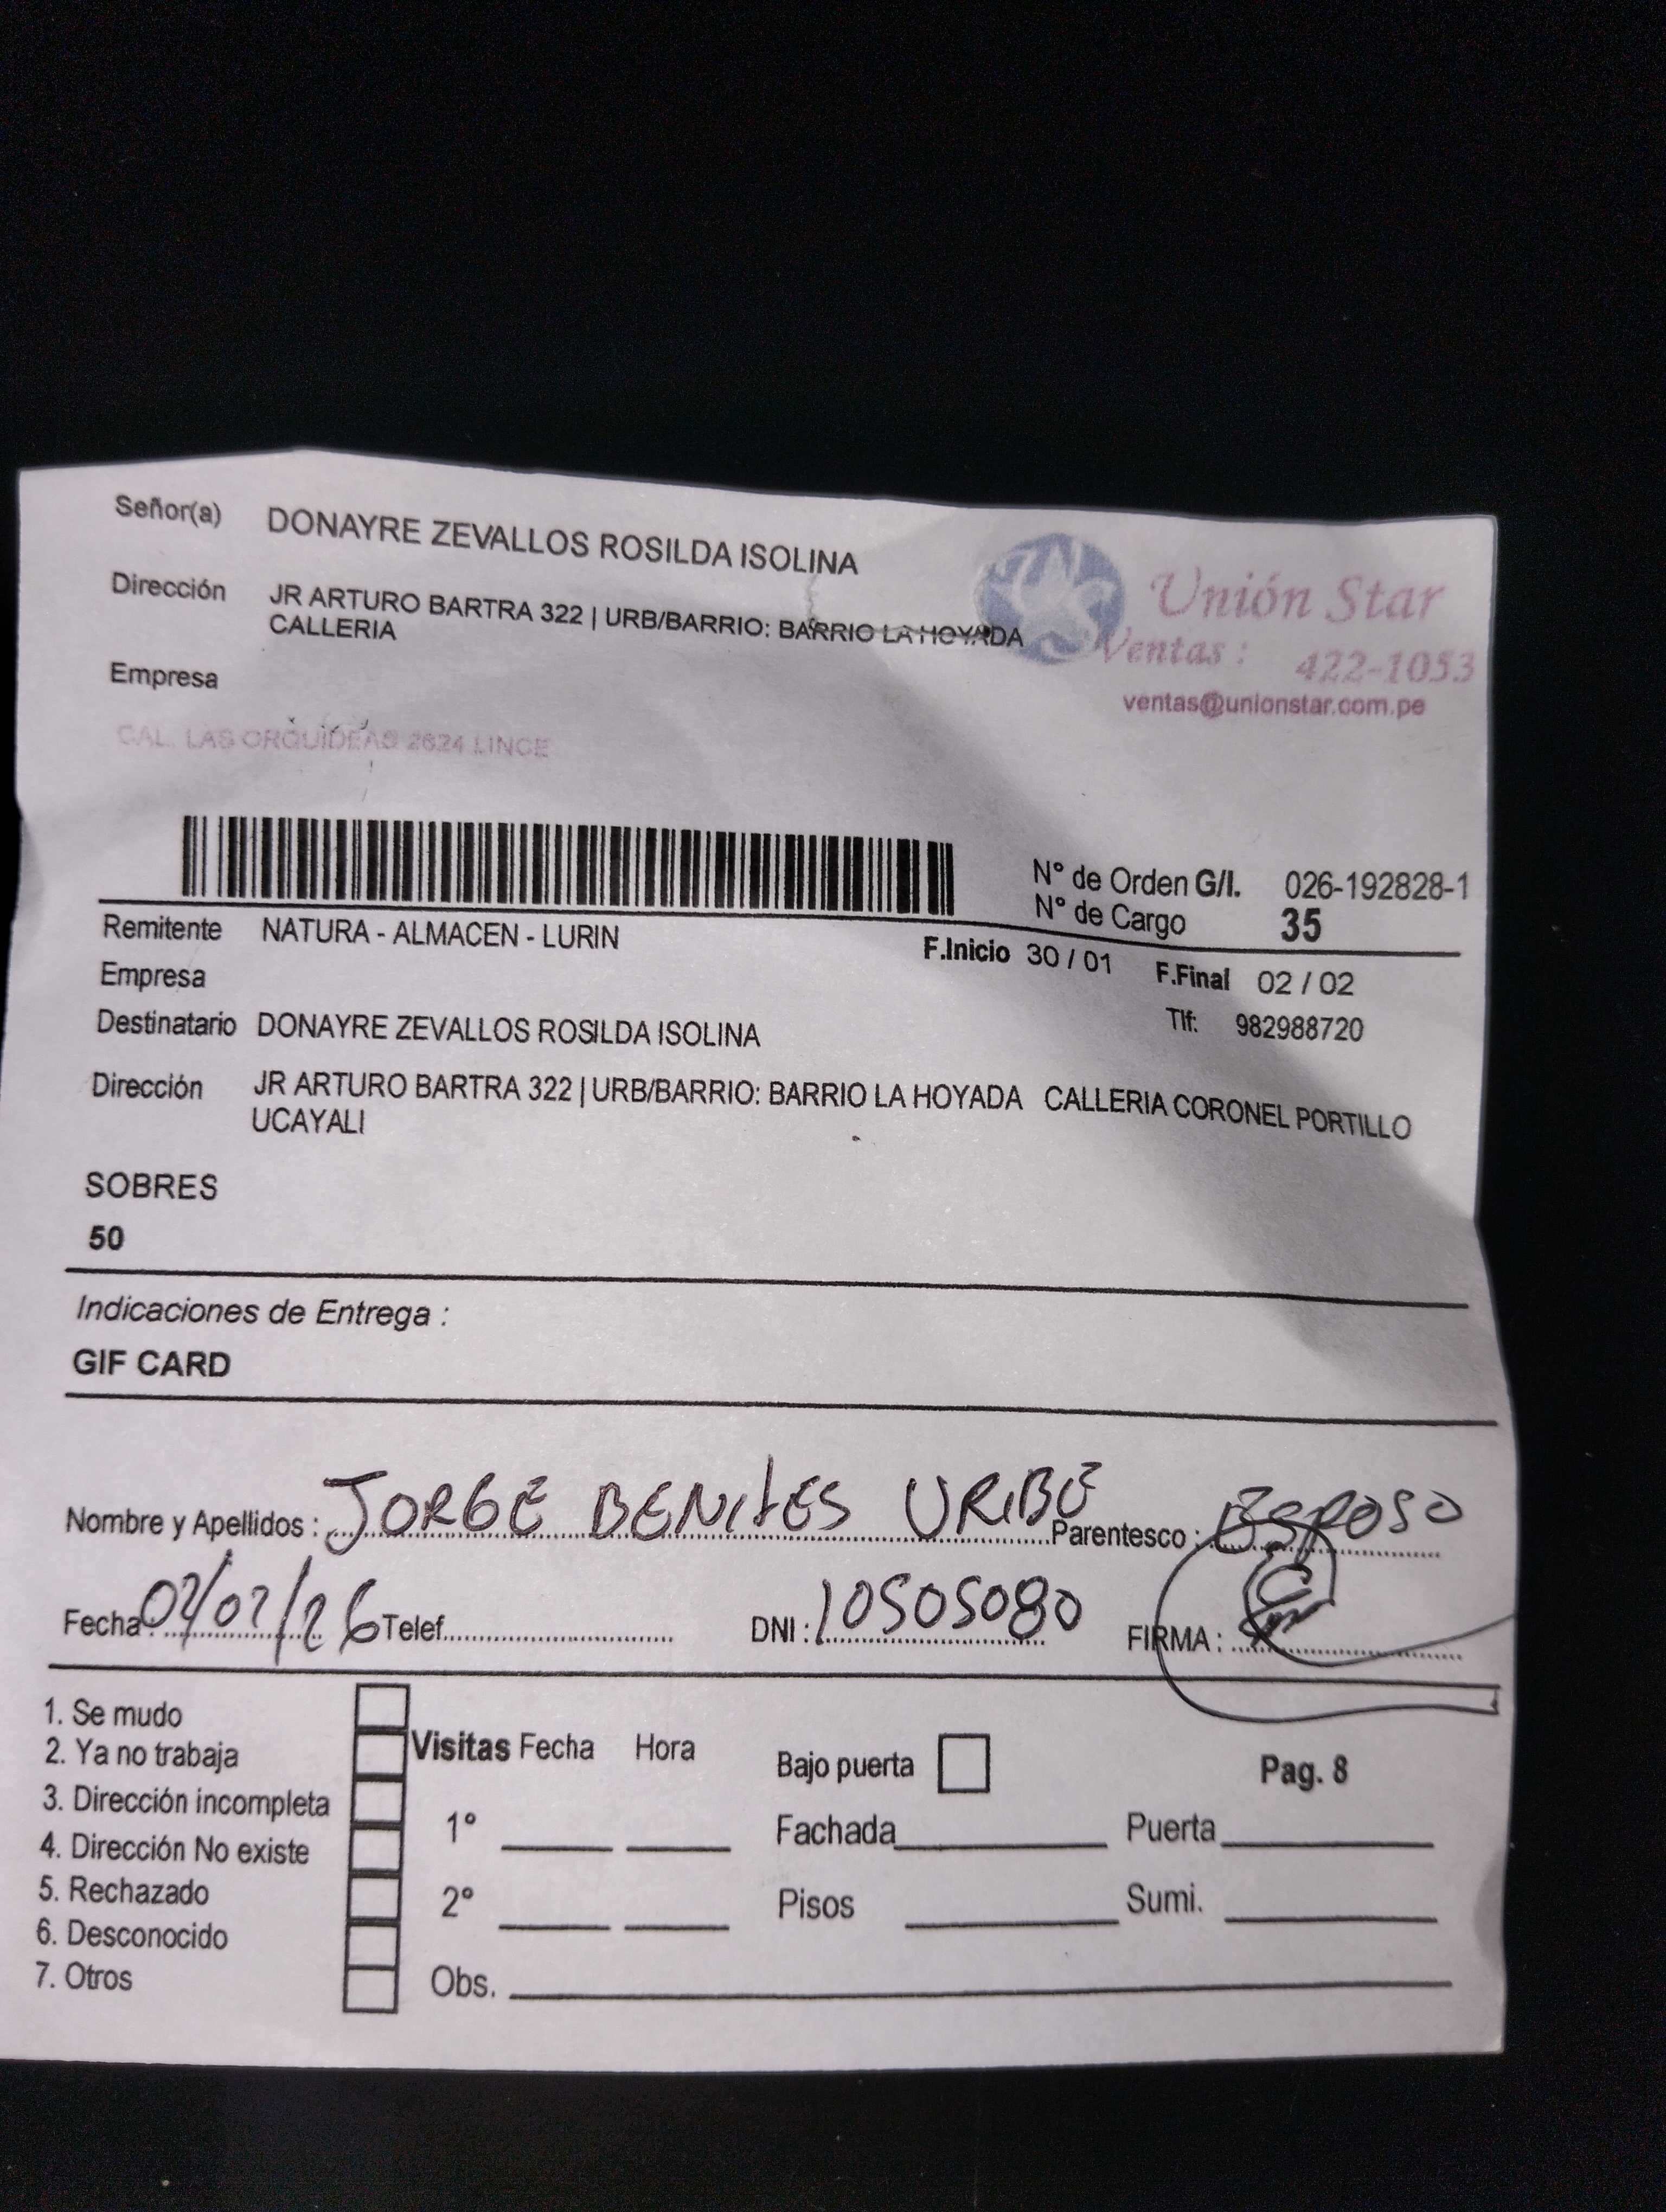 Señor(a) DONAYRE ZEVALLOS ROSILDA ISOLINA
Dirección JR ARTURO BARTRA 322 | URB/BARRIO: BARRIO LA HOYADA
CALLERIA
Unión Star
Ventas : 422-1053
ventas@unionstar.com.pe
Empresa
CAL. LAS ORQUIDEAS 2624 LINCE
N° de Orden G/I. 026-192828-1
N° de Cargo 35
Remitente NATURA - ALMACEN - LURIN
F.Inicio 30 / 01 F.Final 02 / 02
Empresa
Tlf: 982988720
Destinatario DONAYRE ZEVALLOS ROSILDA ISOLINA
Dirección JR ARTURO BARTRA 322 | URB/BARRIO: BARRIO LA HOYADA CALLERIA CORONEL PORTILLO
UCAYALI
SOBRES
50
Indicaciones de Entrega :
GIF CARD
Nombre y Apellidos : JORGE BENITES URIBE Parentesco : Esposo
Fecha : Telef. DNI : 10505080 FIRMA :
1. Se mudo
2. Ya no trabaja
3. Dirección incompleta
4. Dirección No existe
5. Rechazado
6. Desconocido
7. Otros
Visitas Fecha Hora
1°
2°
Obs.
Bajo puerta
Pag. 8
Fachada Puerta
Pisos Sumi.